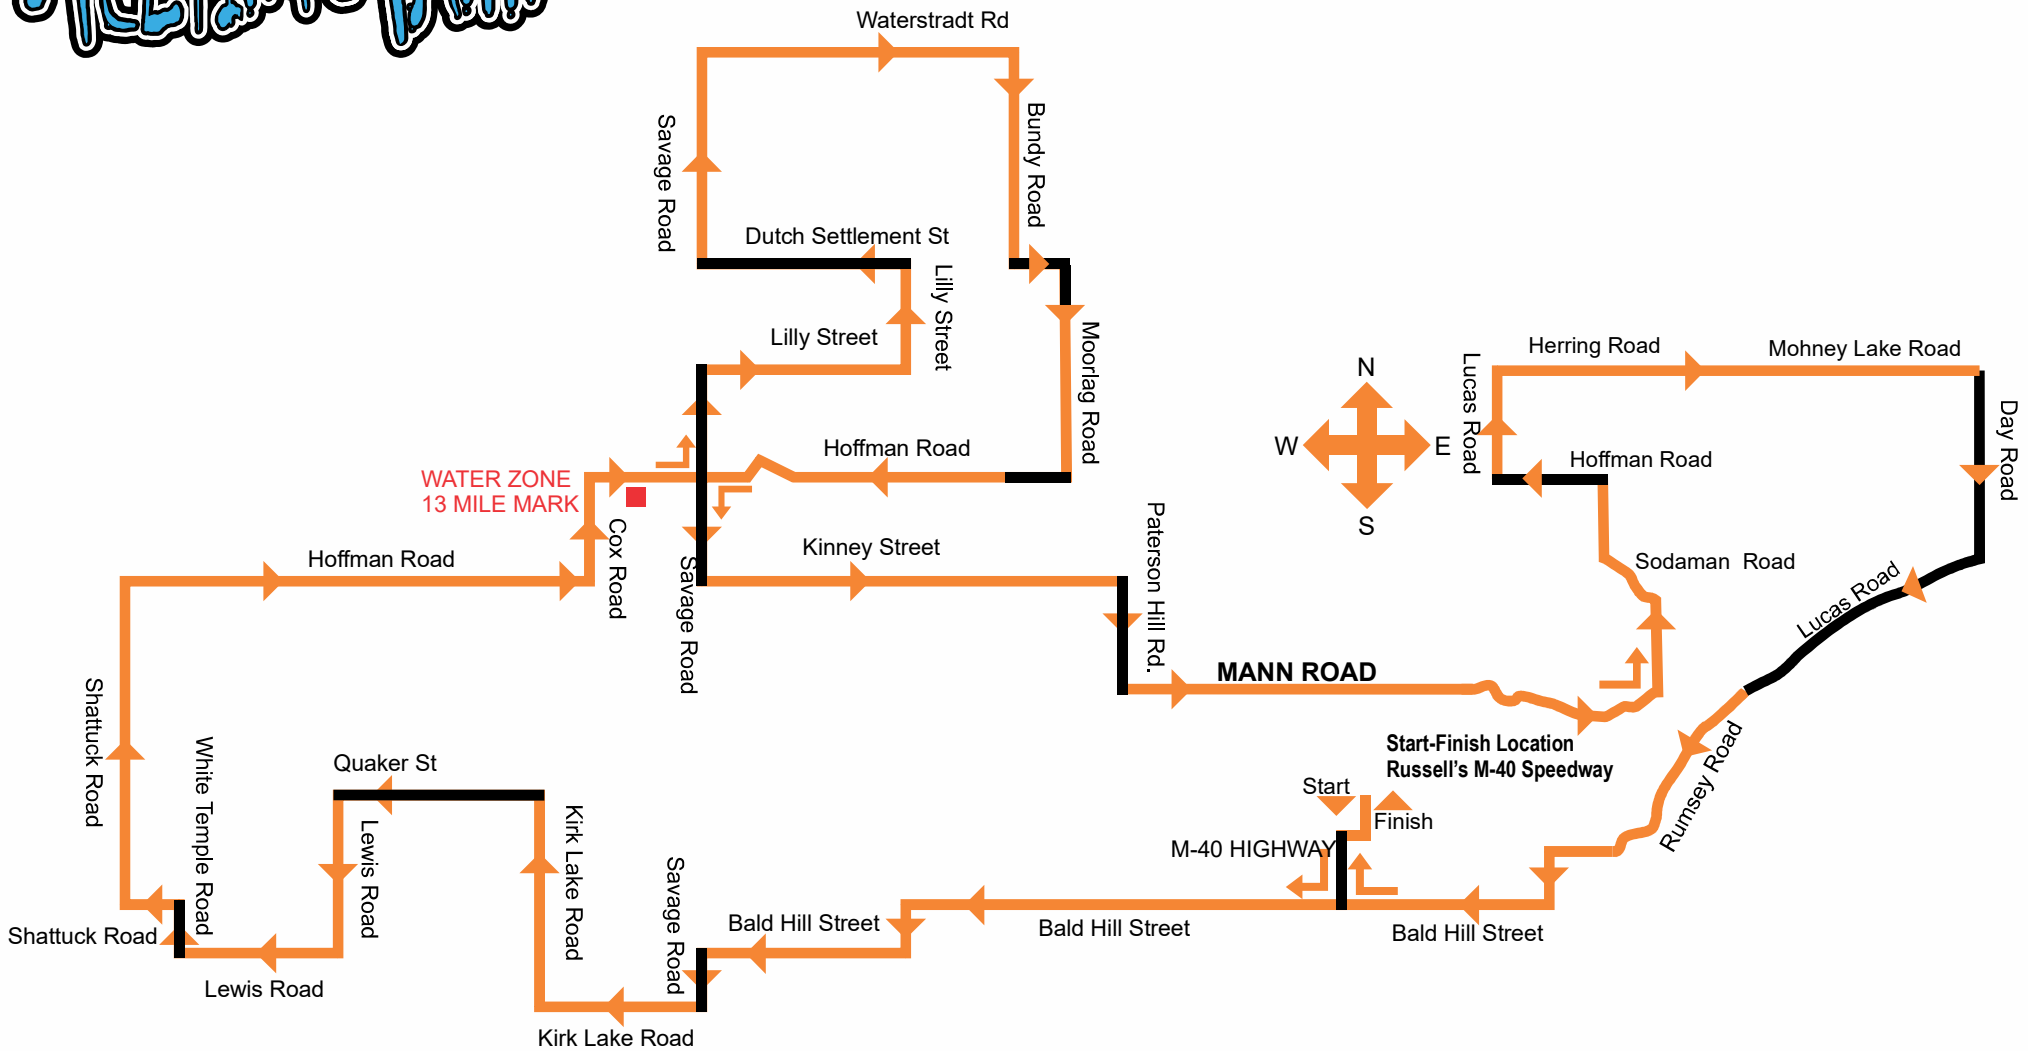 Waterstradt Rd
Savage Road
Bundy Road
Dutch Settlement St
Lilly Street
Lilly Street
Moorlag Road
Hoffman Road
WATER ZONE
13 MILE MARK
Cox Road
Hoffman Road
Savage Road
Kinney Street
Paterson Hill Rd.
MANN ROAD
N
W
E
S
Lucas Road
Herring Road
Mohney Lake Road
Day Road
Hoffman Road
Sodaman Road
Lucas Road
Rumsey Road
Start-Finish Location
Russell's M-40 Speedway
Start
Finish
M-40 HIGHWAY
Bald Hill Street
Bald Hill Street
Bald Hill Street
Savage Road
Kirk Lake Road
Kirk Lake Road
Quaker St
Lewis Road
Lewis Road
White Temple Road
Shattuck Road
Shattuck Road